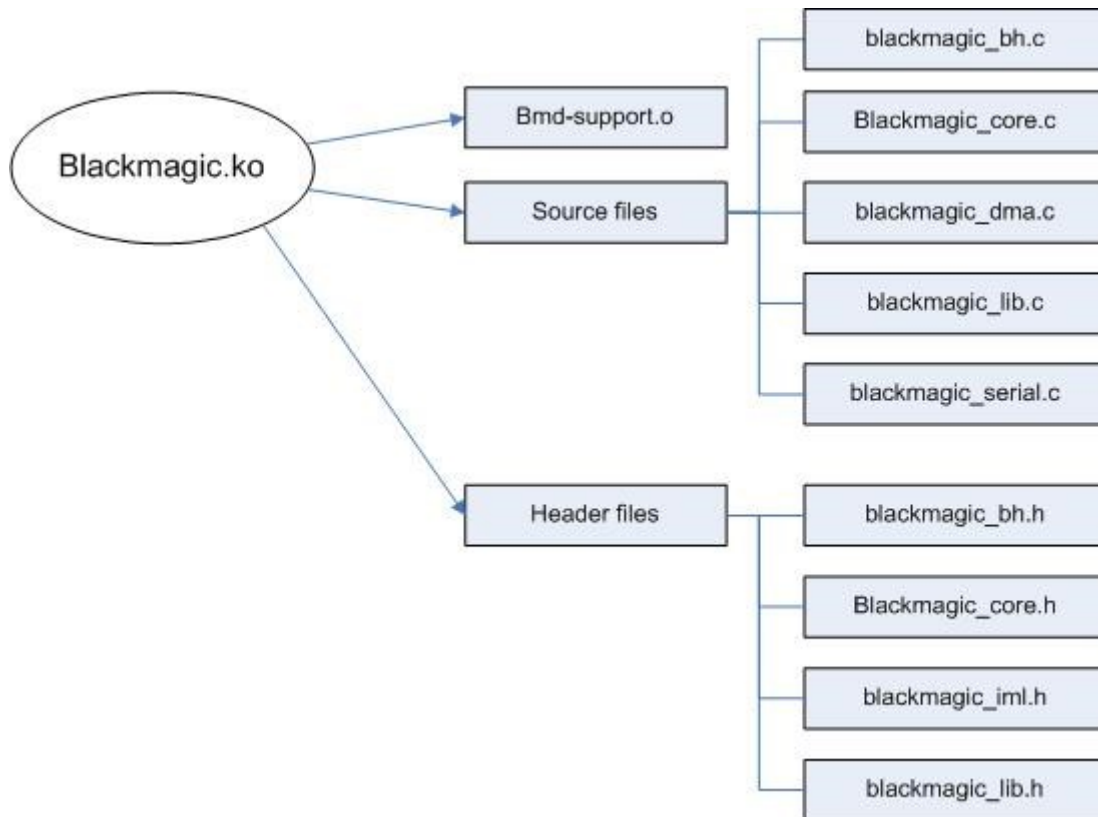 Blackmagic.ko
Bmd-support.o
Source files
blackmagic_bh.c
Blackmagic_core.c
blackmagic_dma.c
blackmagic_lib.c
blackmagic_serial.c
Header files
blackmagic_bh.h
Blackmagic_core.h
blackmagic_iml.h
blackmagic_lib.h